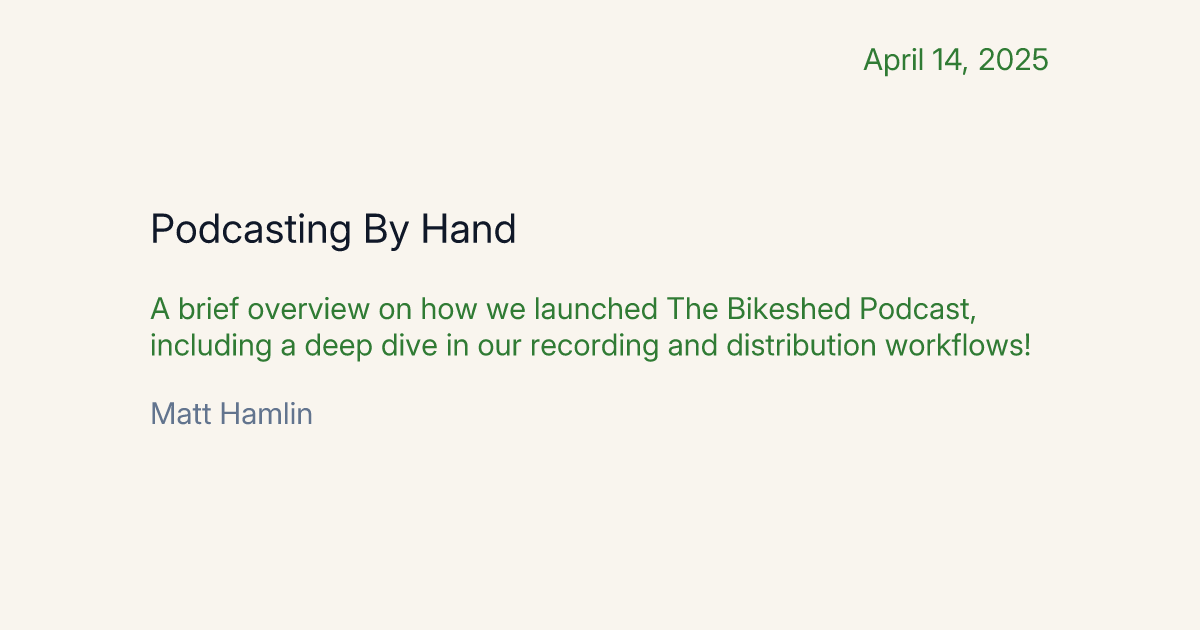 April 14, 2025
Podcasting By Hand
A brief overview on how we launched The Bikeshed Podcast,
including a deep dive in our recording and distribution workflows!
Matt Hamlin